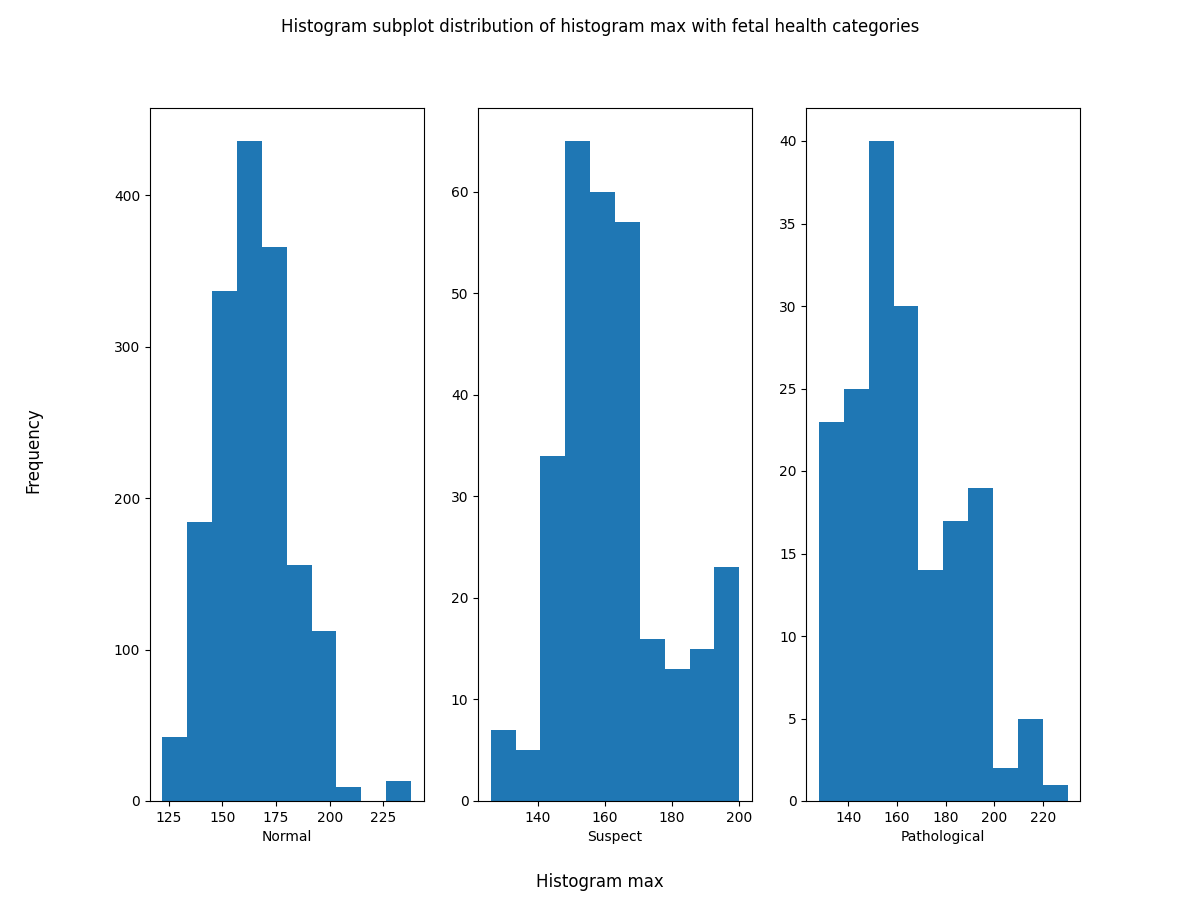 Histogram subplot distribution of histogram max with fetal health categories
Frequency
400
300
200
100
0
125 150 175 200 225
Normal
60
50
40
30
20
10
0
140 160 180 200
Suspect
40
35
30
25
20
15
10
5
0
140 160 180 200 220
Pathological
Histogram max